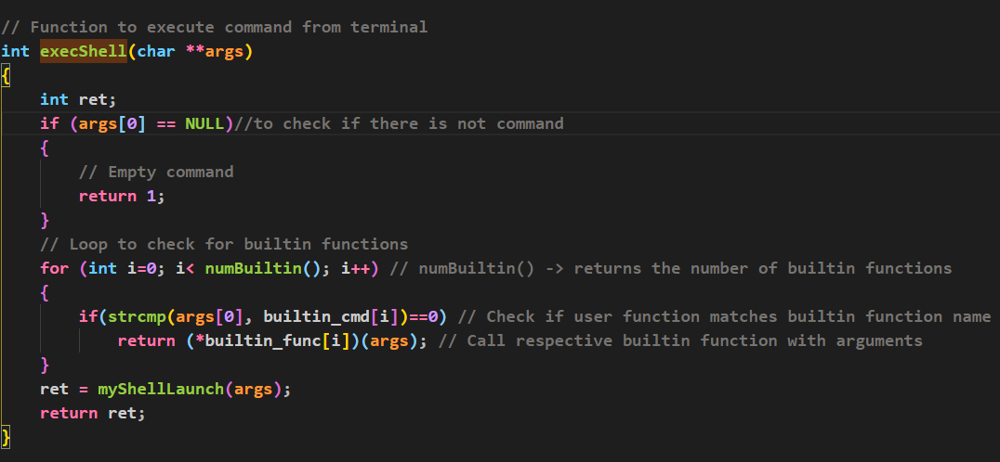 // Function to execute command from terminal
int execShell(char **args)
{
    int ret;
    if (args[0] == NULL)//to check if there is not command
    {
        // Empty command
        return 1;
    }
    // Loop to check for builtin functions
    for (int i=0; i< numBuiltin(); i++) // numBuiltin() -> returns the number of builtin functions
    {
        if(strcmp(args[0], builtin_cmd[i])==0) // Check if user function matches builtin function name
            return (*builtin_func[i])(args); // Call respective builtin function with arguments
    }
    ret = myShellLaunch(args);
    return ret;
}